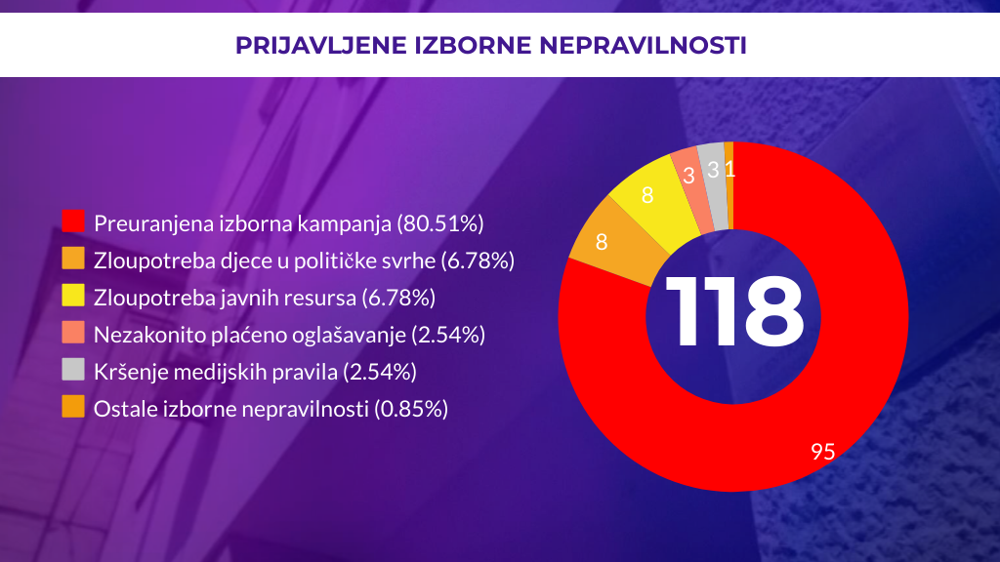 PRIJAVLJENE IZBORNE NEPRAVILNOSTI
Preuranjena izborna kampanja (80.51%)
Zloupotreba djece u političke svrhe (6.78%)
Zloupotreba javnih resursa (6.78%)
Nezakonito plaćeno oglašavanje (2.54%)
Kršenje medijskih pravila (2.54%)
Ostale izborne nepravilnosti (0.85%)
8
8
3
3
1
118
95